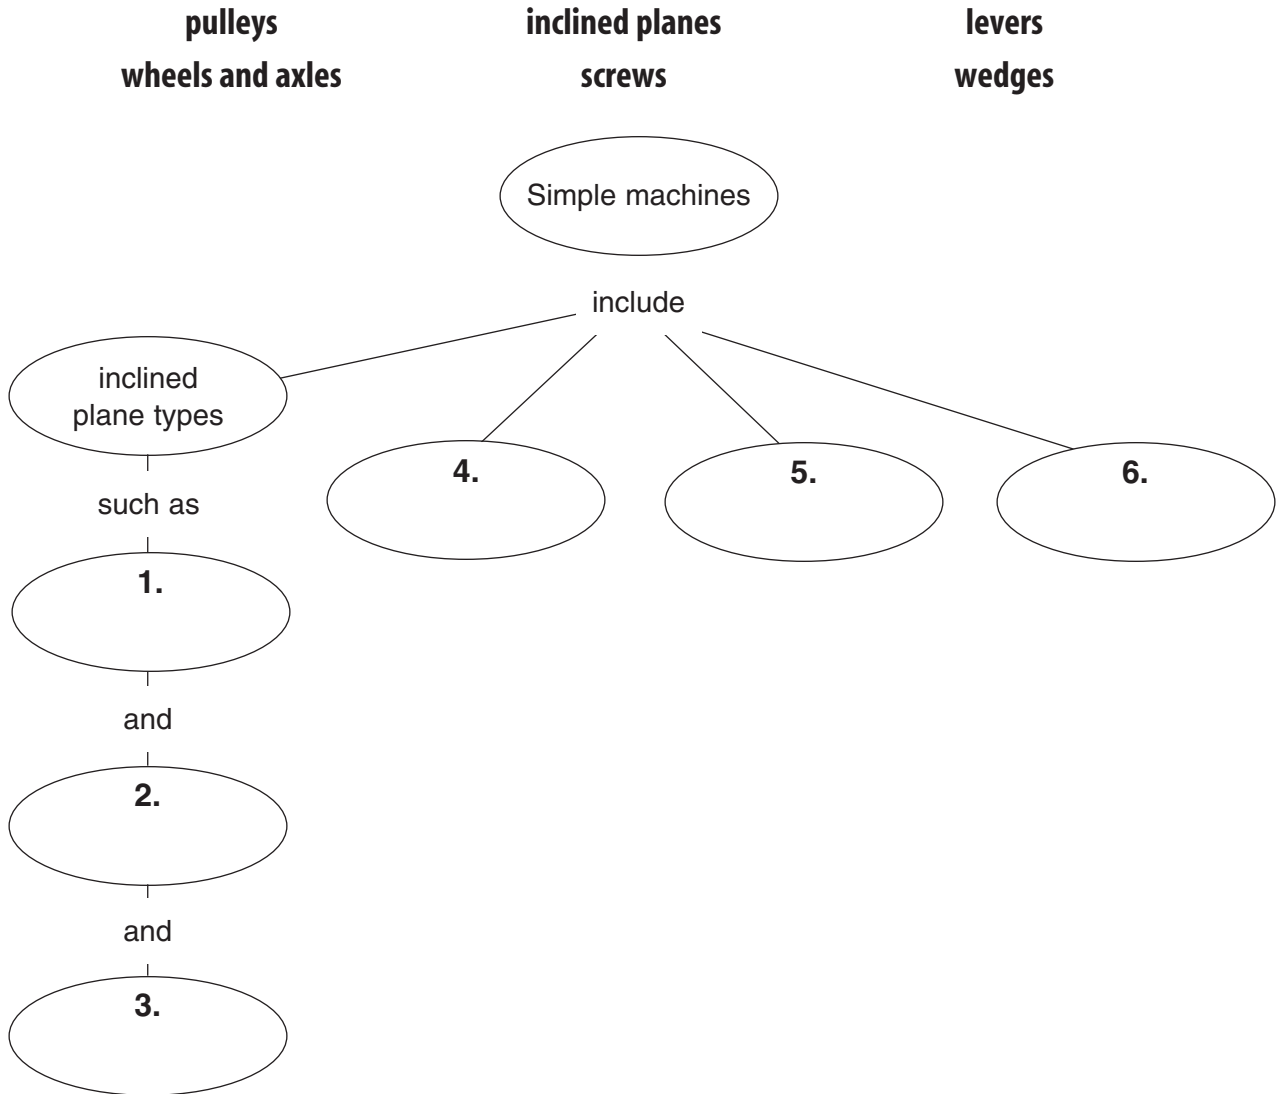 pulleys inclined planes levers
wheels and axles screws wedges
Simple machines
include
inclined
plane types
such as
1.
and
2.
and
3.
4.
5.
6.